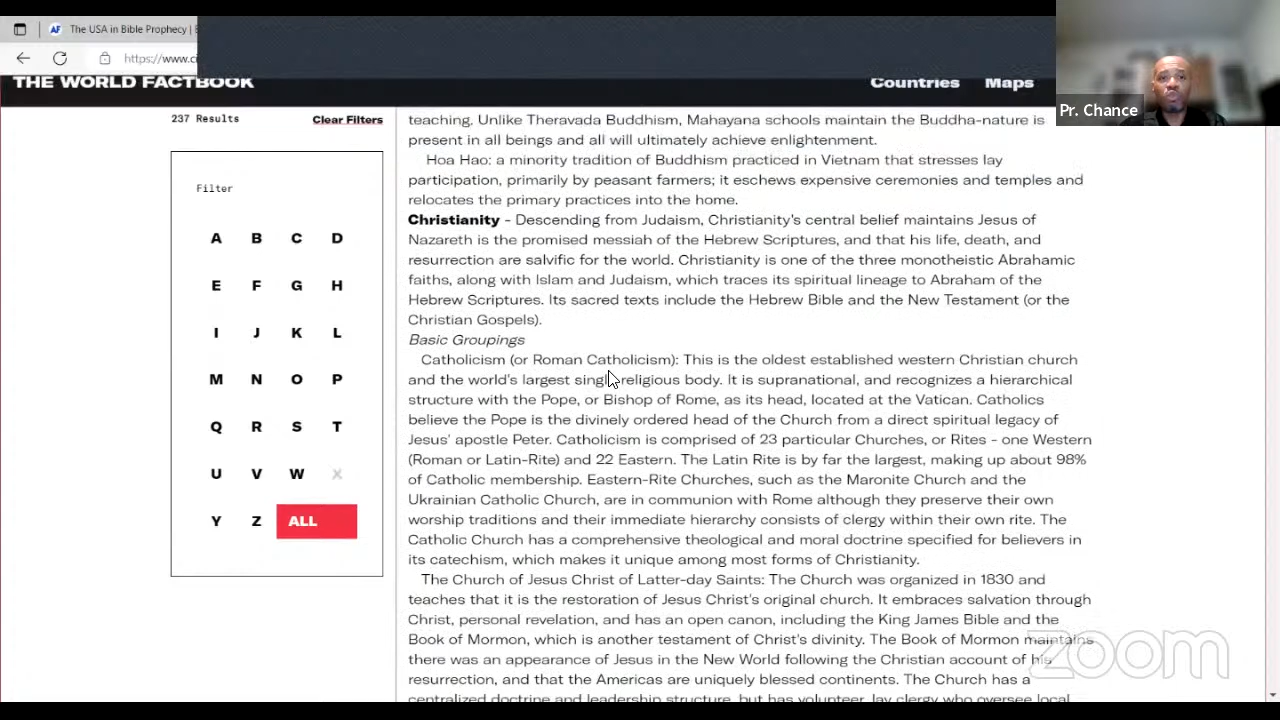 The USA in Bible Prophecy |
https://www.ci
THE WORLD FACTBOOK
Countries Maps
Pr. Chance
237 Results
Clear Filters
Filter
A B C D
E F G H
I J K L
M N O P
Q R S T
U V W X
Y Z ALL
teaching. Unlike Theravada Buddhism, Mahayana schools maintain the Buddha-nature is
present in all beings and all will ultimately achieve enlightenment.
Hoa Hao: a minority tradition of Buddhism practiced in Vietnam that stresses lay
participation, primarily by peasant farmers; it eschews expensive ceremonies and temples and
relocates the primary practices into the home.
Christianity - Descending from Judaism, Christianity's central belief maintains Jesus of
Nazareth is the promised messiah of the Hebrew Scriptures, and that his life, death, and
resurrection are salvific for the world. Christianity is one of the three monotheistic Abrahamic
faiths, along with Islam and Judaism, which traces its spiritual lineage to Abraham of the
Hebrew Scriptures. Its sacred texts include the Hebrew Bible and the New Testament (or the
Christian Gospels).
Basic Groupings
Catholicism (or Roman Catholicism): This is the oldest established western Christian church
and the world's largest single religious body. It is supranational, and recognizes a hierarchical
structure with the Pope, or Bishop of Rome, as its head, located at the Vatican. Catholics
believe the Pope is the divinely ordered head of the Church from a direct spiritual legacy of
Jesus' apostle Peter. Catholicism is comprised of 23 particular Churches, or Rites - one Western
(Roman or Latin-Rite) and 22 Eastern. The Latin Rite is by far the largest, making up about 98%
of Catholic membership. Eastern-Rite Churches, such as the Maronite Church and the
Ukrainian Catholic Church, are in communion with Rome although they preserve their own
worship traditions and their immediate hierarchy consists of clergy within their own rite. The
Catholic Church has a comprehensive theological and moral doctrine specified for believers in
its catechism, which makes it unique among most forms of Christianity.
The Church of Jesus Christ of Latter-day Saints: The Church was organized in 1830 and
teaches that it is the restoration of Jesus Christ's original church. It embraces salvation through
Christ, personal revelation, and has an open canon, including the King James Bible and the
Book of Mormon, which is another testament of Christ's divinity. The Book of Mormon maintains
there was an appearance of Jesus in the New World following the Christian account of his
resurrection, and that the Americas are uniquely blessed continents. The Church has a
centralized doctrine and leadership structure, but has volunteer, lay clergy who oversee local
zoom